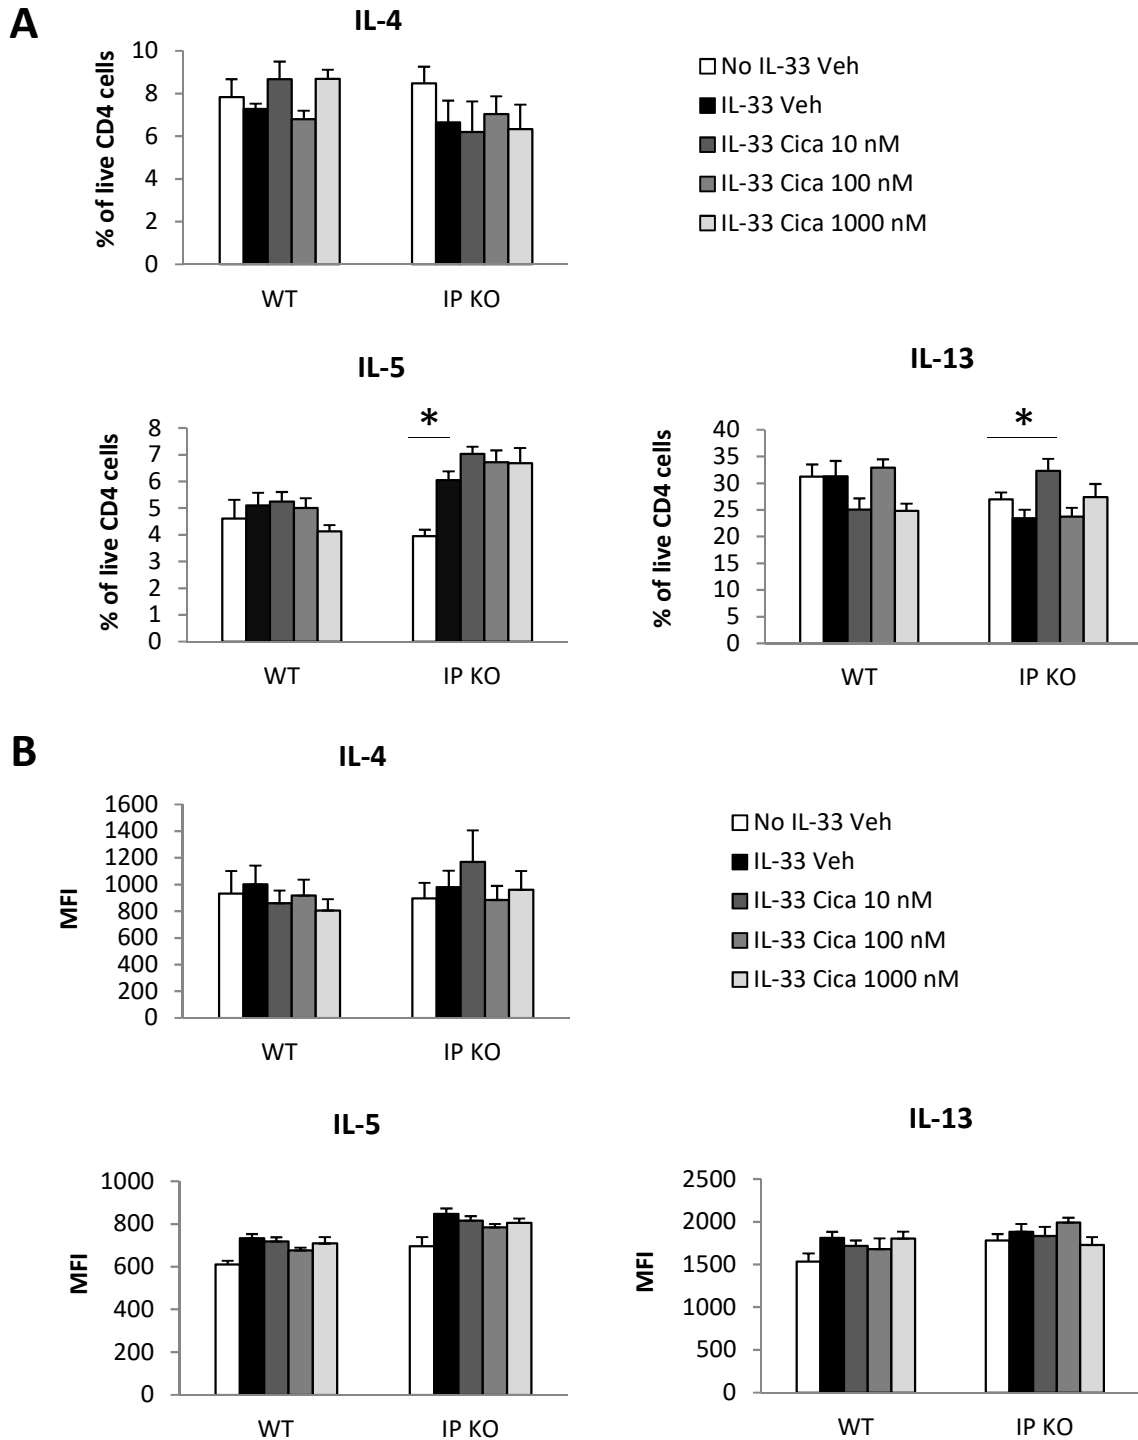 A
IL-4
% of live CD4 cells
10
8
6
4
2
0
WT
IP KO
No IL-33 Veh
IL-33 Veh
IL-33 Cica 10 nM
IL-33 Cica 100 nM
IL-33 Cica 1000 nM
IL-5
% of live CD4 cells
8
7
6
5
4
3
2
1
0
*
WT
IP KO
IL-13
% of live CD4 cells
40
35
30
25
20
15
10
5
0
*
WT
IP KO
B
IL-4
MFI
1600
1400
1200
1000
800
600
400
200
0
WT
IP KO
No IL-33 Veh
IL-33 Veh
IL-33 Cica 10 nM
IL-33 Cica 100 nM
IL-33 Cica 1000 nM
IL-5
MFI
1000
800
600
400
200
0
WT
IP KO
IL-13
MFI
2500
2000
1500
1000
500
0
WT
IP KO